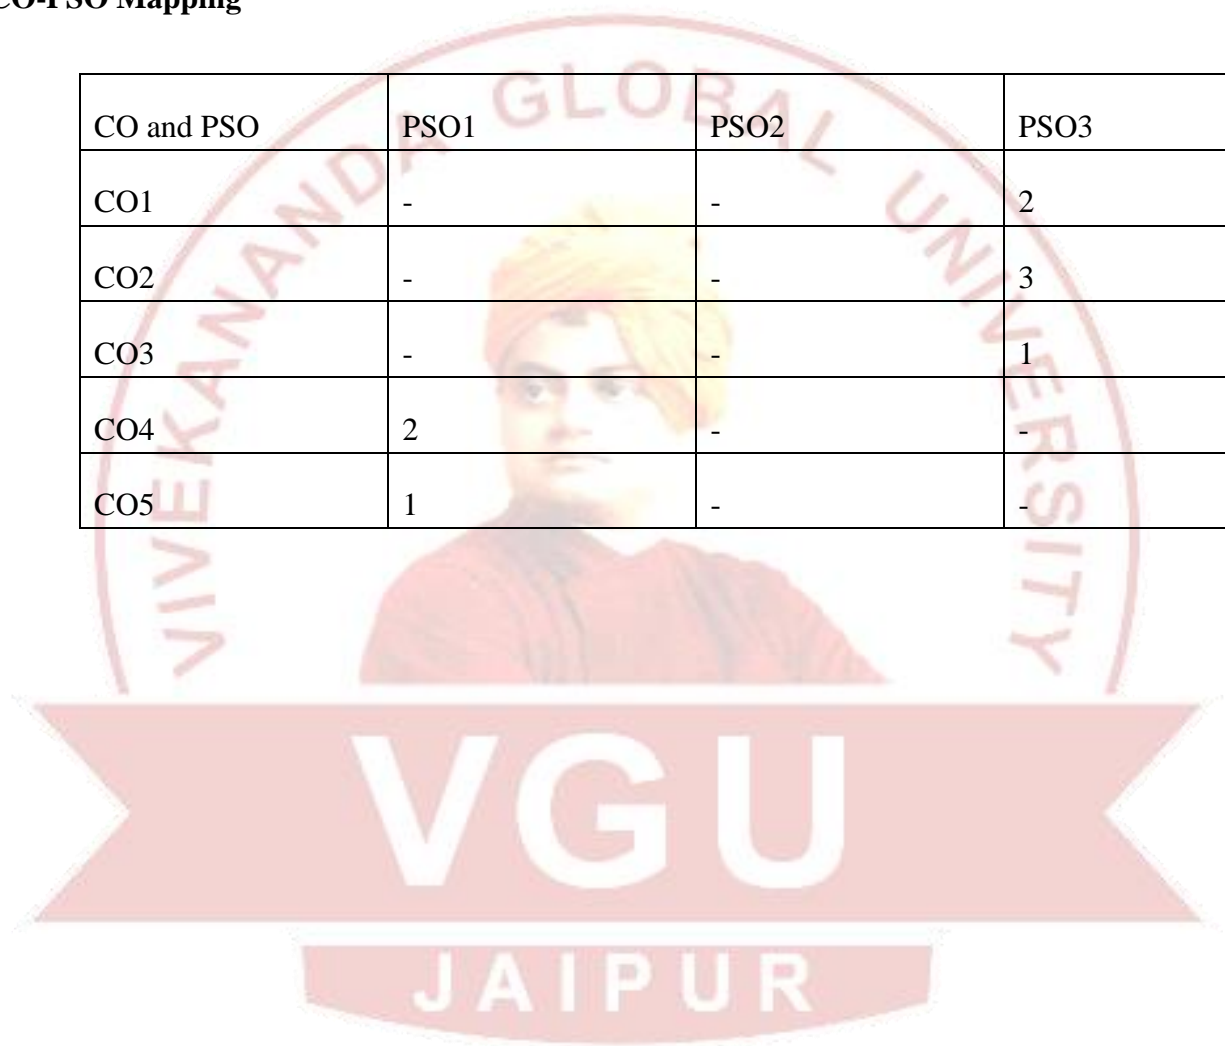 CO-PSO Mapping
CO and PSO PSO1 PSO2 PSO3
CO1 - - 2
CO2 - - 3
CO3 - - 1
CO4 2 - -
CO5 1 - -
VIVEKANANDA GLOBAL UNIVERSITY
VGU
JAIPUR